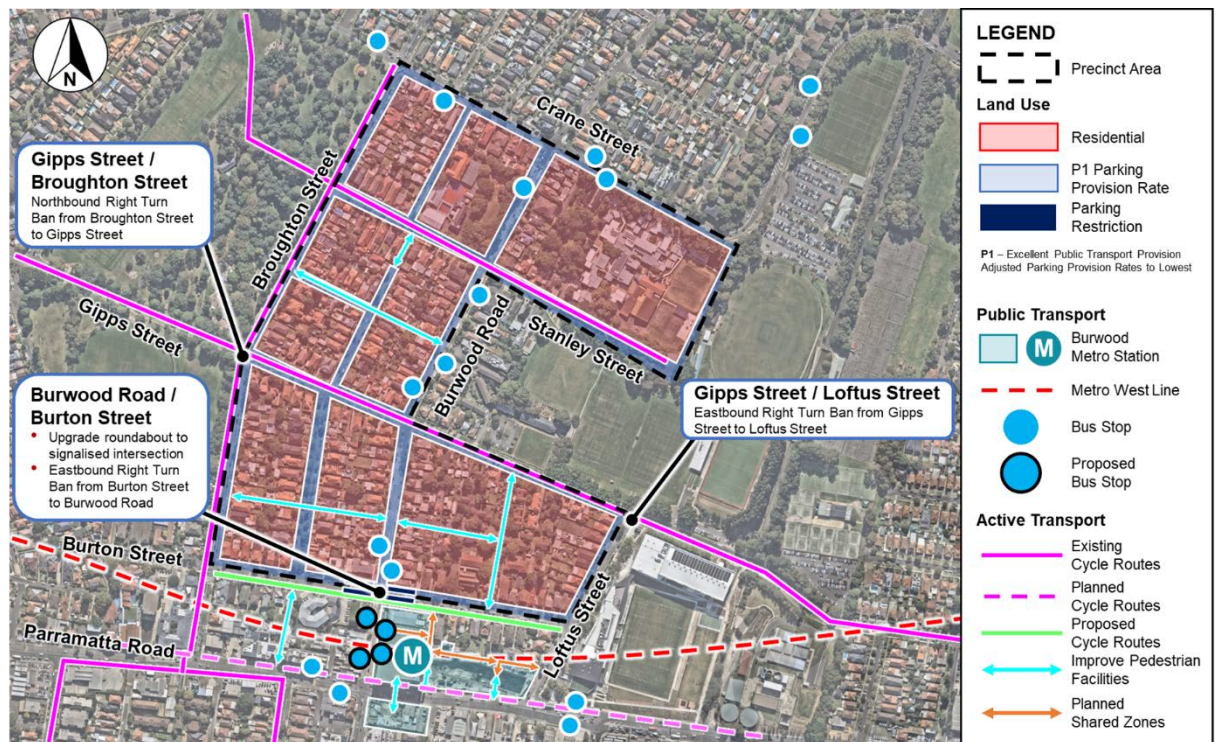 N
Crane Street
Gipps Street /
Broughton Street
Northbound Right Turn
Ban from Broughton Street
to Gipps Street
Broughton Street
Gipps Street
Burwood Road
Stanley Street
Burwood Road /
Burton Street
• Upgrade roundabout to
signalised intersection
• Eastbound Right Turn
Ban from Burton Street
to Burwood Road
Gipps Street / Loftus Street
Eastbound Right Turn Ban from Gipps
Street to Loftus Street
Burton Street
Parramatta Road
Loftus Street
M
LEGEND
Precinct Area
Land Use
Residential
P1 Parking
Provision Rate
Parking
Restriction
P1 – Excellent Public Transport Provision
Adjusted Parking Provision Rates to Lowest
Public Transport
M
Burwood
Metro Station
Metro West Line
Bus Stop
Proposed
Bus Stop
Active Transport
Existing
Cycle Routes
Planned
Cycle Routes
Proposed
Cycle Routes
Improve Pedestrian
Facilities
Planned
Shared Zones